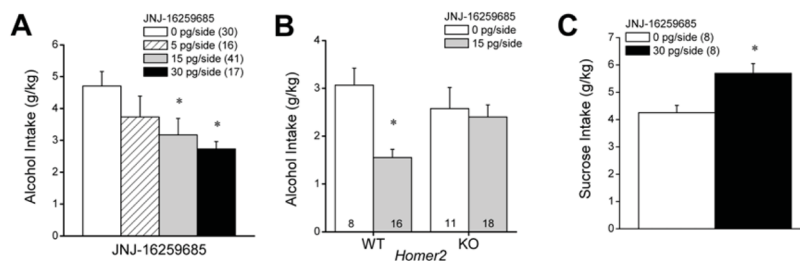 A
JNJ-16259685
0 pg/side (30)
5 pg/side (16)
15 pg/side (41)
30 pg/side (17)
Alcohol Intake (g/kg)
6
5
4
3
2
1
0
*
*
JNJ-16259685
B
JNJ-16259685
0 pg/side
15 pg/side
Alcohol Intake (g/kg)
4
3
2
1
0
*
8
16
11
18
WT
KO
Homer2
C
JNJ-16259685
0 pg/side (8)
30 pg/side (8)
Sucrose Intake (g/kg)
7
6
5
4
3
2
1
0
*